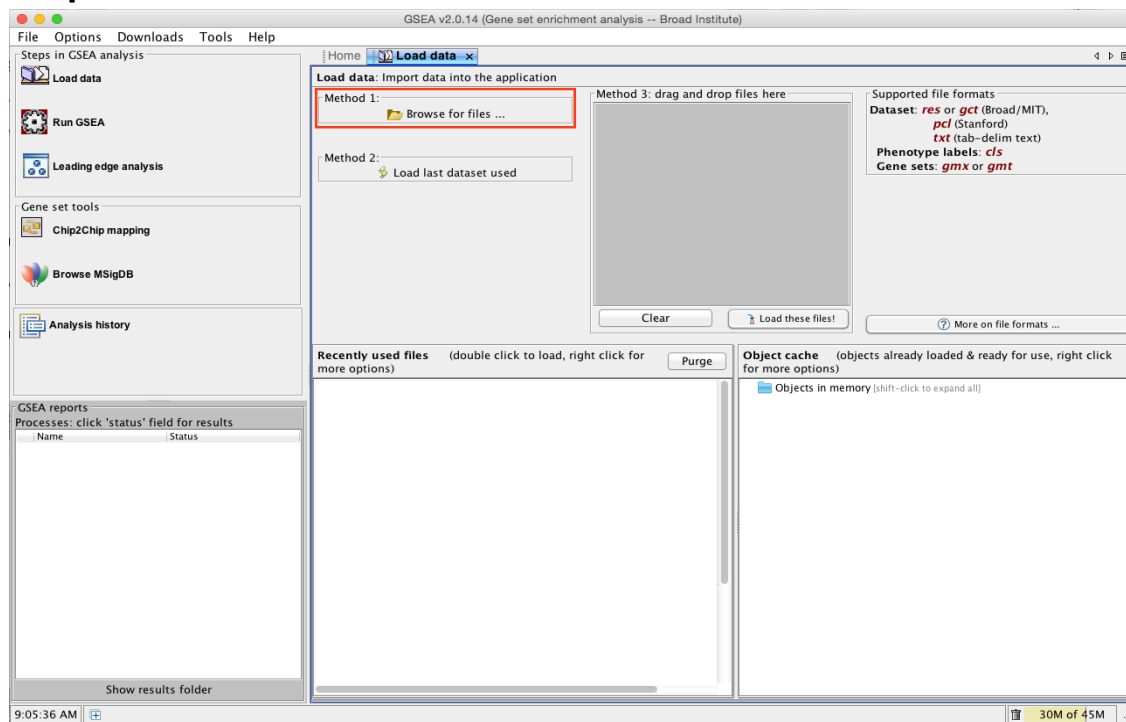 GSEA v2.0.14 (Gene set enrichment analysis -- Broad Institute)
File Options Downloads Tools Help
Steps in GSEA analysis
Load data
Run GSEA
Leading edge analysis
Gene set tools
Chip2Chip mapping
Browse MSigDB
Analysis history
GSEA reports
Processes: click 'status' field for results
Name Status
Show results folder
Home Load data x
Load data: Import data into the application
Method 1:
Browse for files ...
Method 2:
Load last dataset used
Method 3: drag and drop files here
Clear Load these files!
Supported file formats
Dataset: res or gct (Broad/MIT),
pcl (Stanford)
txt (tab-delim text)
Phenotype labels: cls
Gene sets: gmx or gmt
More on file formats ...
Recently used files (double click to load, right click for
more options)
Purge
Object cache (objects already loaded & ready for use, right click
for more options)
Objects in memory [shift-click to expand all]
9:05:36 AM
30M of 45M